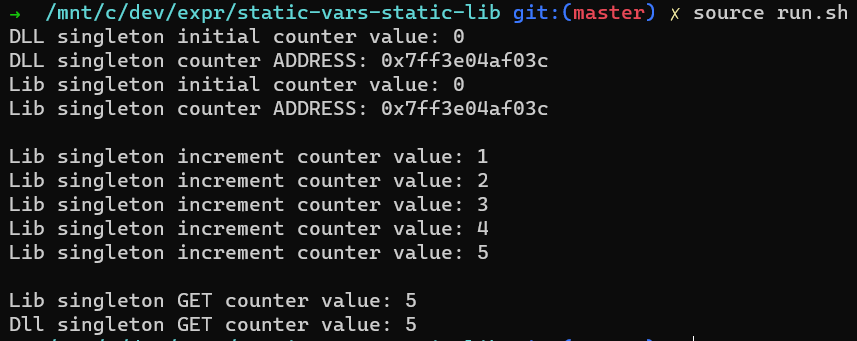 → /mnt/c/dev/expr/static-vars-static-lib git:(master) ✗ source run.sh
DLL singleton initial counter value: 0
DLL singleton counter ADDRESS: 0x7ff3e04af03c
Lib singleton initial counter value: 0
Lib singleton counter ADDRESS: 0x7ff3e04af03c
Lib singleton increment counter value: 1
Lib singleton increment counter value: 2
Lib singleton increment counter value: 3
Lib singleton increment counter value: 4
Lib singleton increment counter value: 5
Lib singleton GET counter value: 5
Dll singleton GET counter value: 5